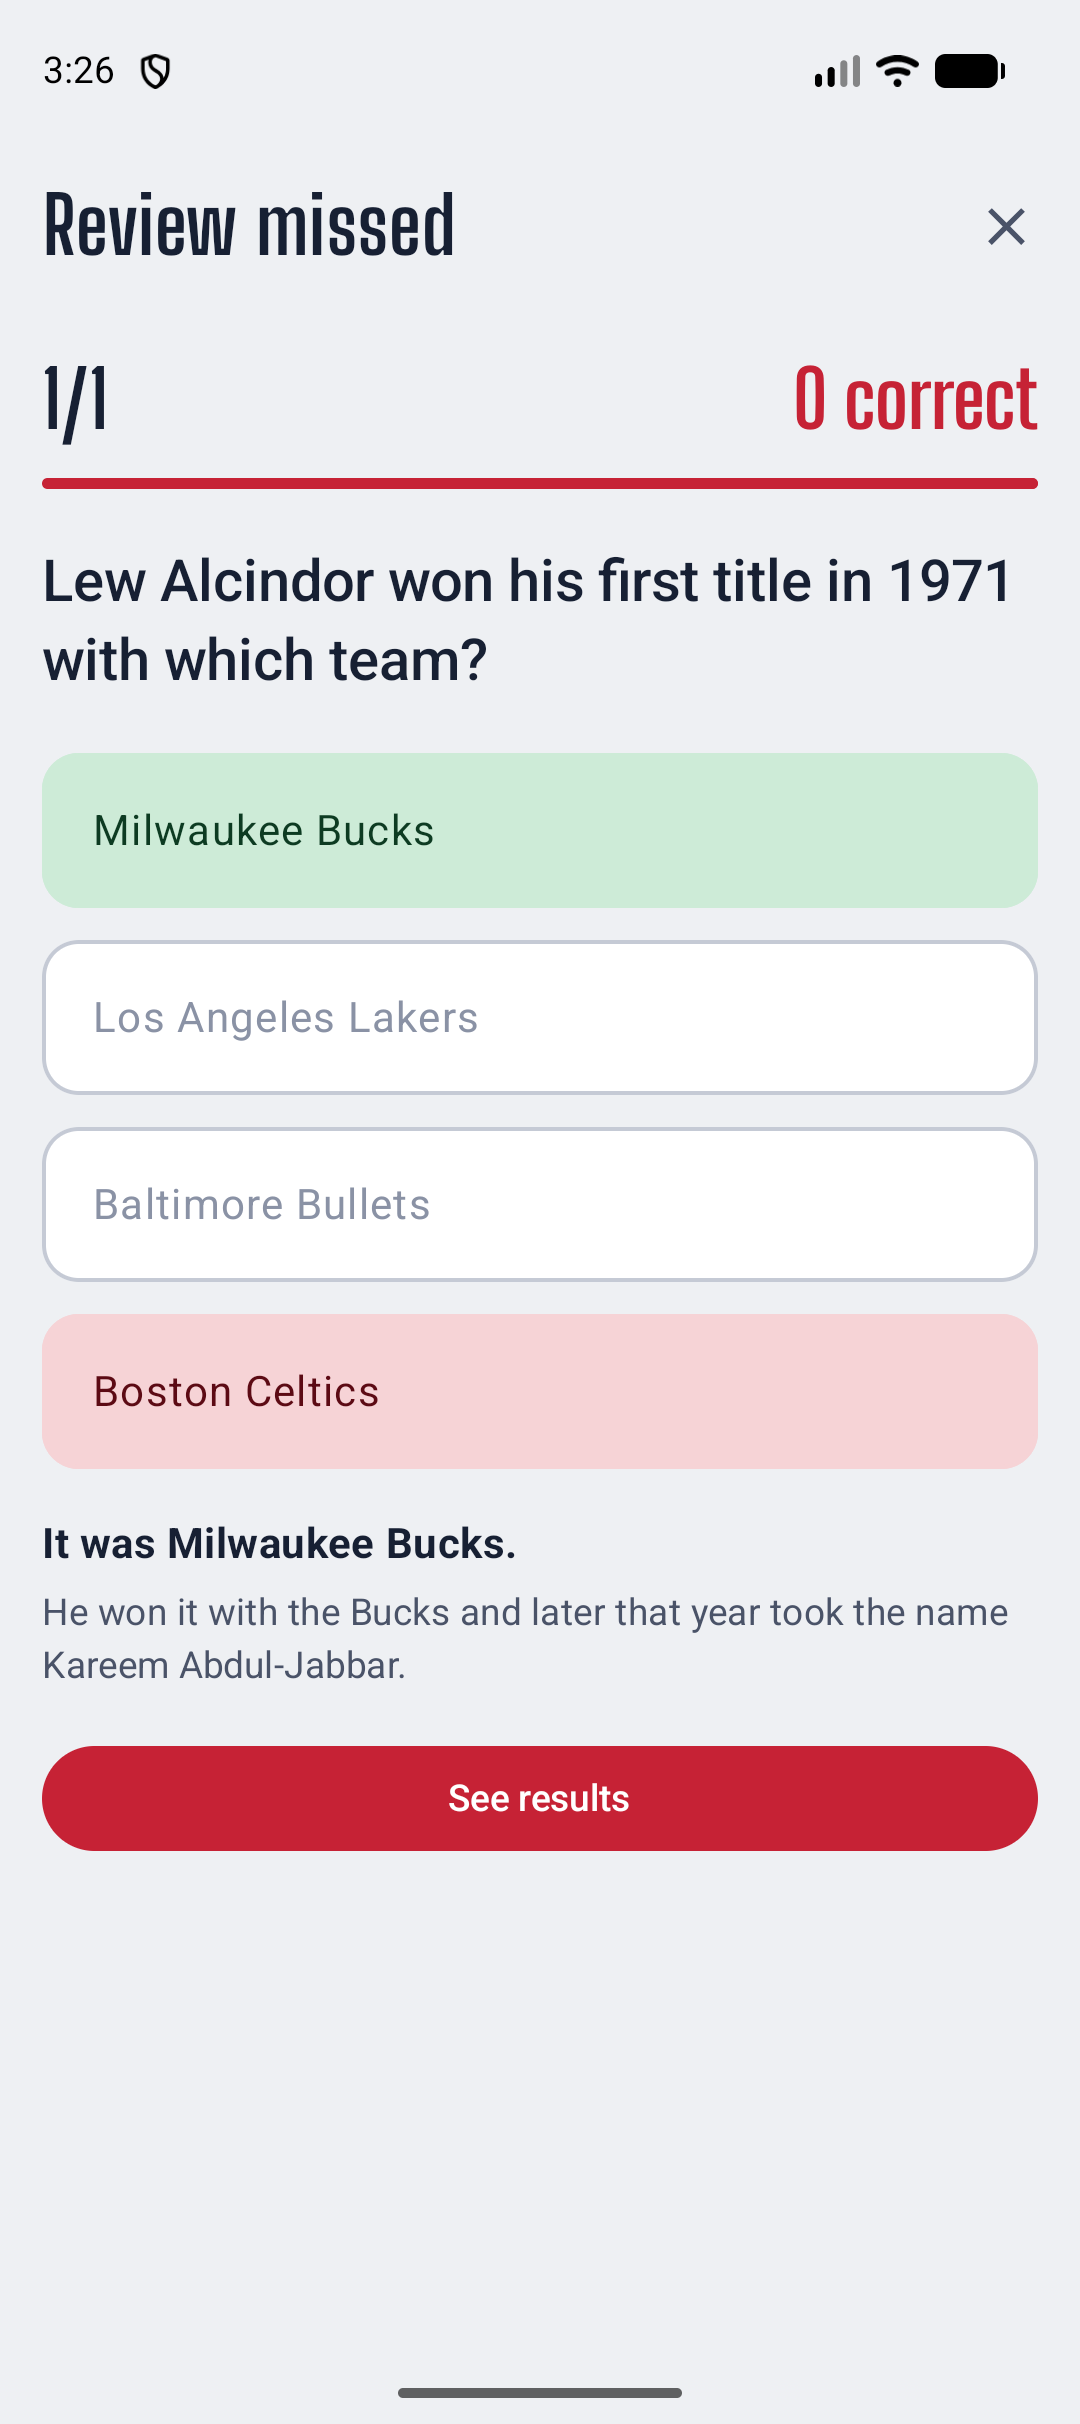 3:26
Review missed
1/1
0 correct
Lew Alcindor won his first title in 1971
with which team?
Milwaukee Bucks
Los Angeles Lakers
Baltimore Bullets
Boston Celtics
It was Milwaukee Bucks.
He won it with the Bucks and later that year took the name
Kareem Abdul-Jabbar.
See results